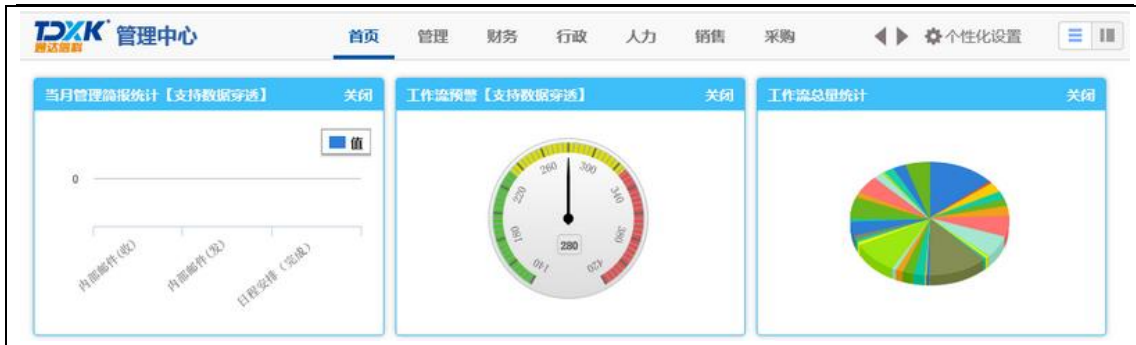 TDXK 管理中心 首页 管理 财务 行政 人力 销售 采购 个性化设置
通达信科
当月管理简报统计【支持数据穿透】 关闭
工作流预警【支持数据穿透】 关闭
工作流总量统计 关闭
值
0
内部邮件(收)
内部邮件(发)
日程安排(完成)
140
180
220
260
300
340
380
420
280